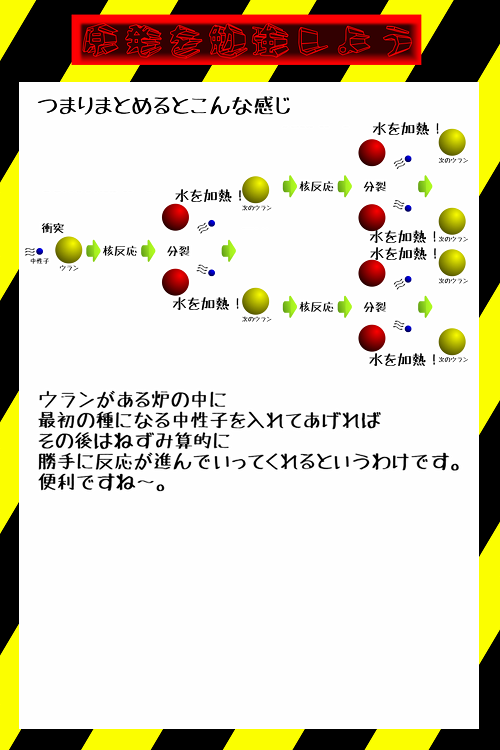 原発を勉強しよう
つまりまとめるとこんな感じ
水を加熱！
次のウラン
核反応
分裂
水を加熱！
次のウラン
水を加熱！
次のウラン
衝突
中性子
ウラン
核反応
分裂
水を加熱！
次のウラン
水を加熱！
次のウラン
核反応
分裂
水を加熱！
次のウラン
ウランがある炉の中に
最初の種になる中性子を入れてあげれば
その後はねずみ算的に
勝手に反応が進んでいってくれるというわけです。
便利ですね～。